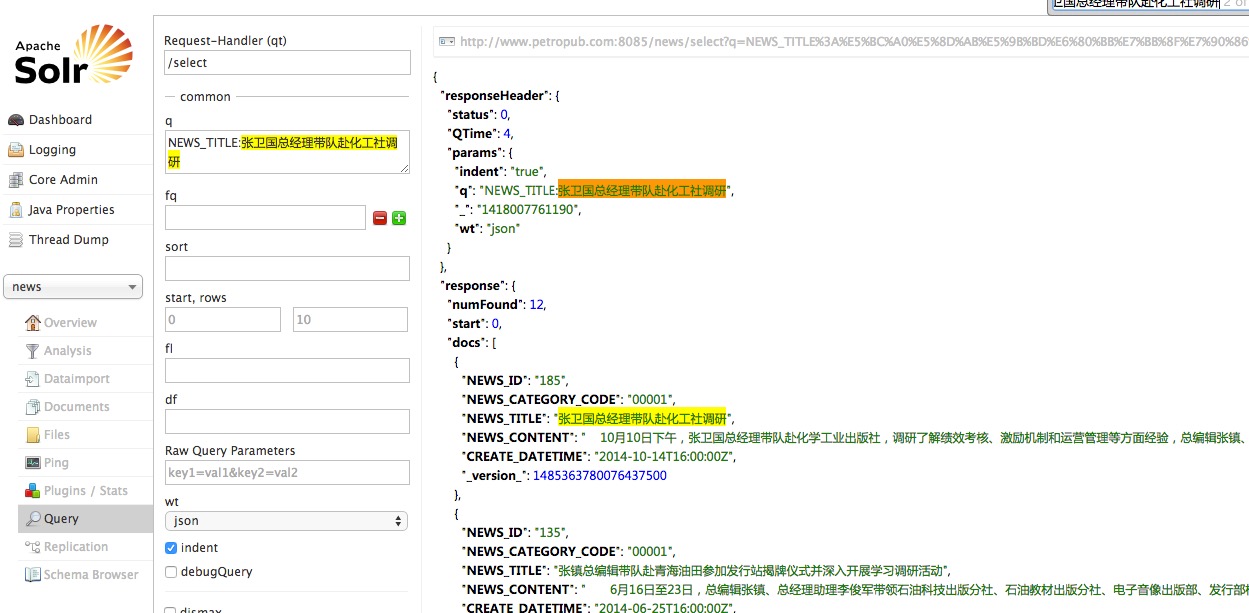 卫国总经理带队赴化工社调研 2 of
Apache
Solr
Dashboard
Logging
Core Admin
Java Properties
Thread Dump
news
Overview
Analysis
Dataimport
Documents
Files
Ping
Plugins / Stats
Query
Replication
Schema Browser
Request-Handler (qt)
/select
common
q
NEWS_TITLE:张卫国总经理带队赴化工社调
研
fq
sort
start, rows
0 10
fl
df
Raw Query Parameters
key1=val1&key2=val2
wt
json
indent
debugQuery
dismax
http://www.petropub.com:8085/news/select?q=NEWS_TITLE%3A%E5%BC%A0%E5%8D%AB%E5%9B%BD%E6%80%BB%E7%BB%8F%E7%90%86
{
"responseHeader": {
"status": 0,
"QTime": 4,
"params": {
"indent": "true",
"q": "NEWS_TITLE:张卫国总经理带队赴化工社调研",
"_": "1418007761190",
"wt": "json"
}
},
"response": {
"numFound": 12,
"start": 0,
"docs": [
{
"NEWS_ID": "185",
"NEWS_CATEGORY_CODE": "00001",
"NEWS_TITLE": "张卫国总经理带队赴化工社调研",
"NEWS_CONTENT": " 10月10日下午，张卫国总经理带队赴化学工业出版社，调研了解绩效考核、激励机制和运营管理等方面经验，总编辑张镇、
"CREATE_DATETIME": "2014-10-14T16:00:00Z",
"_version_": 1485363780076437500
},
{
"NEWS_ID": "135",
"NEWS_CATEGORY_CODE": "00001",
"NEWS_TITLE": "张镇总编辑带队赴青海油田参加发行站揭牌仪式并深入开展学习调研活动",
"NEWS_CONTENT": " 6月16日至23日，总编辑张镇、总经理助理李俊军带领石油科技出版分社、石油教材出版分社、电子音像出版部、发行部
"CREATE_DATETIME": "2014-06-25T16:00:00Z",